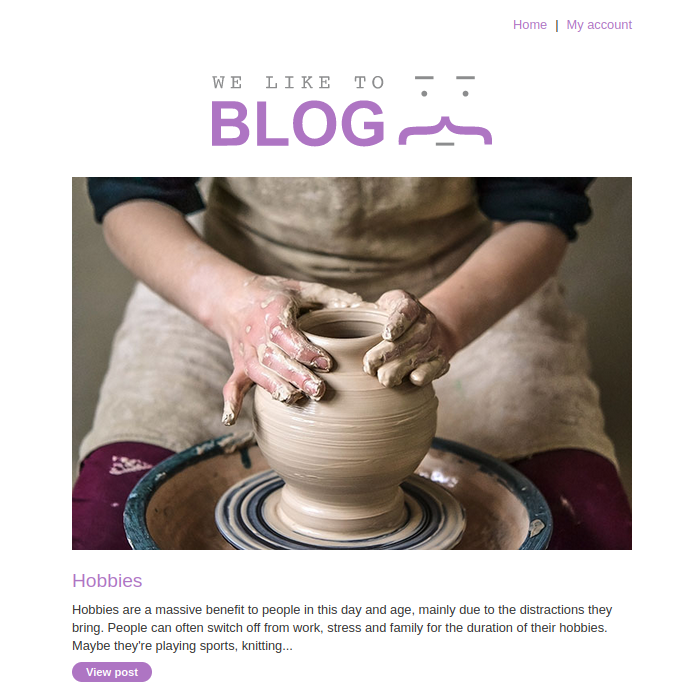 Home | My account
WE LIKE TO
BLOG
Hobbies
Hobbies are a massive benefit to people in this day and age, mainly due to the distractions they
bring. People can often switch off from work, stress and family for the duration of their hobbies.
Maybe they're playing sports, knitting...
View post